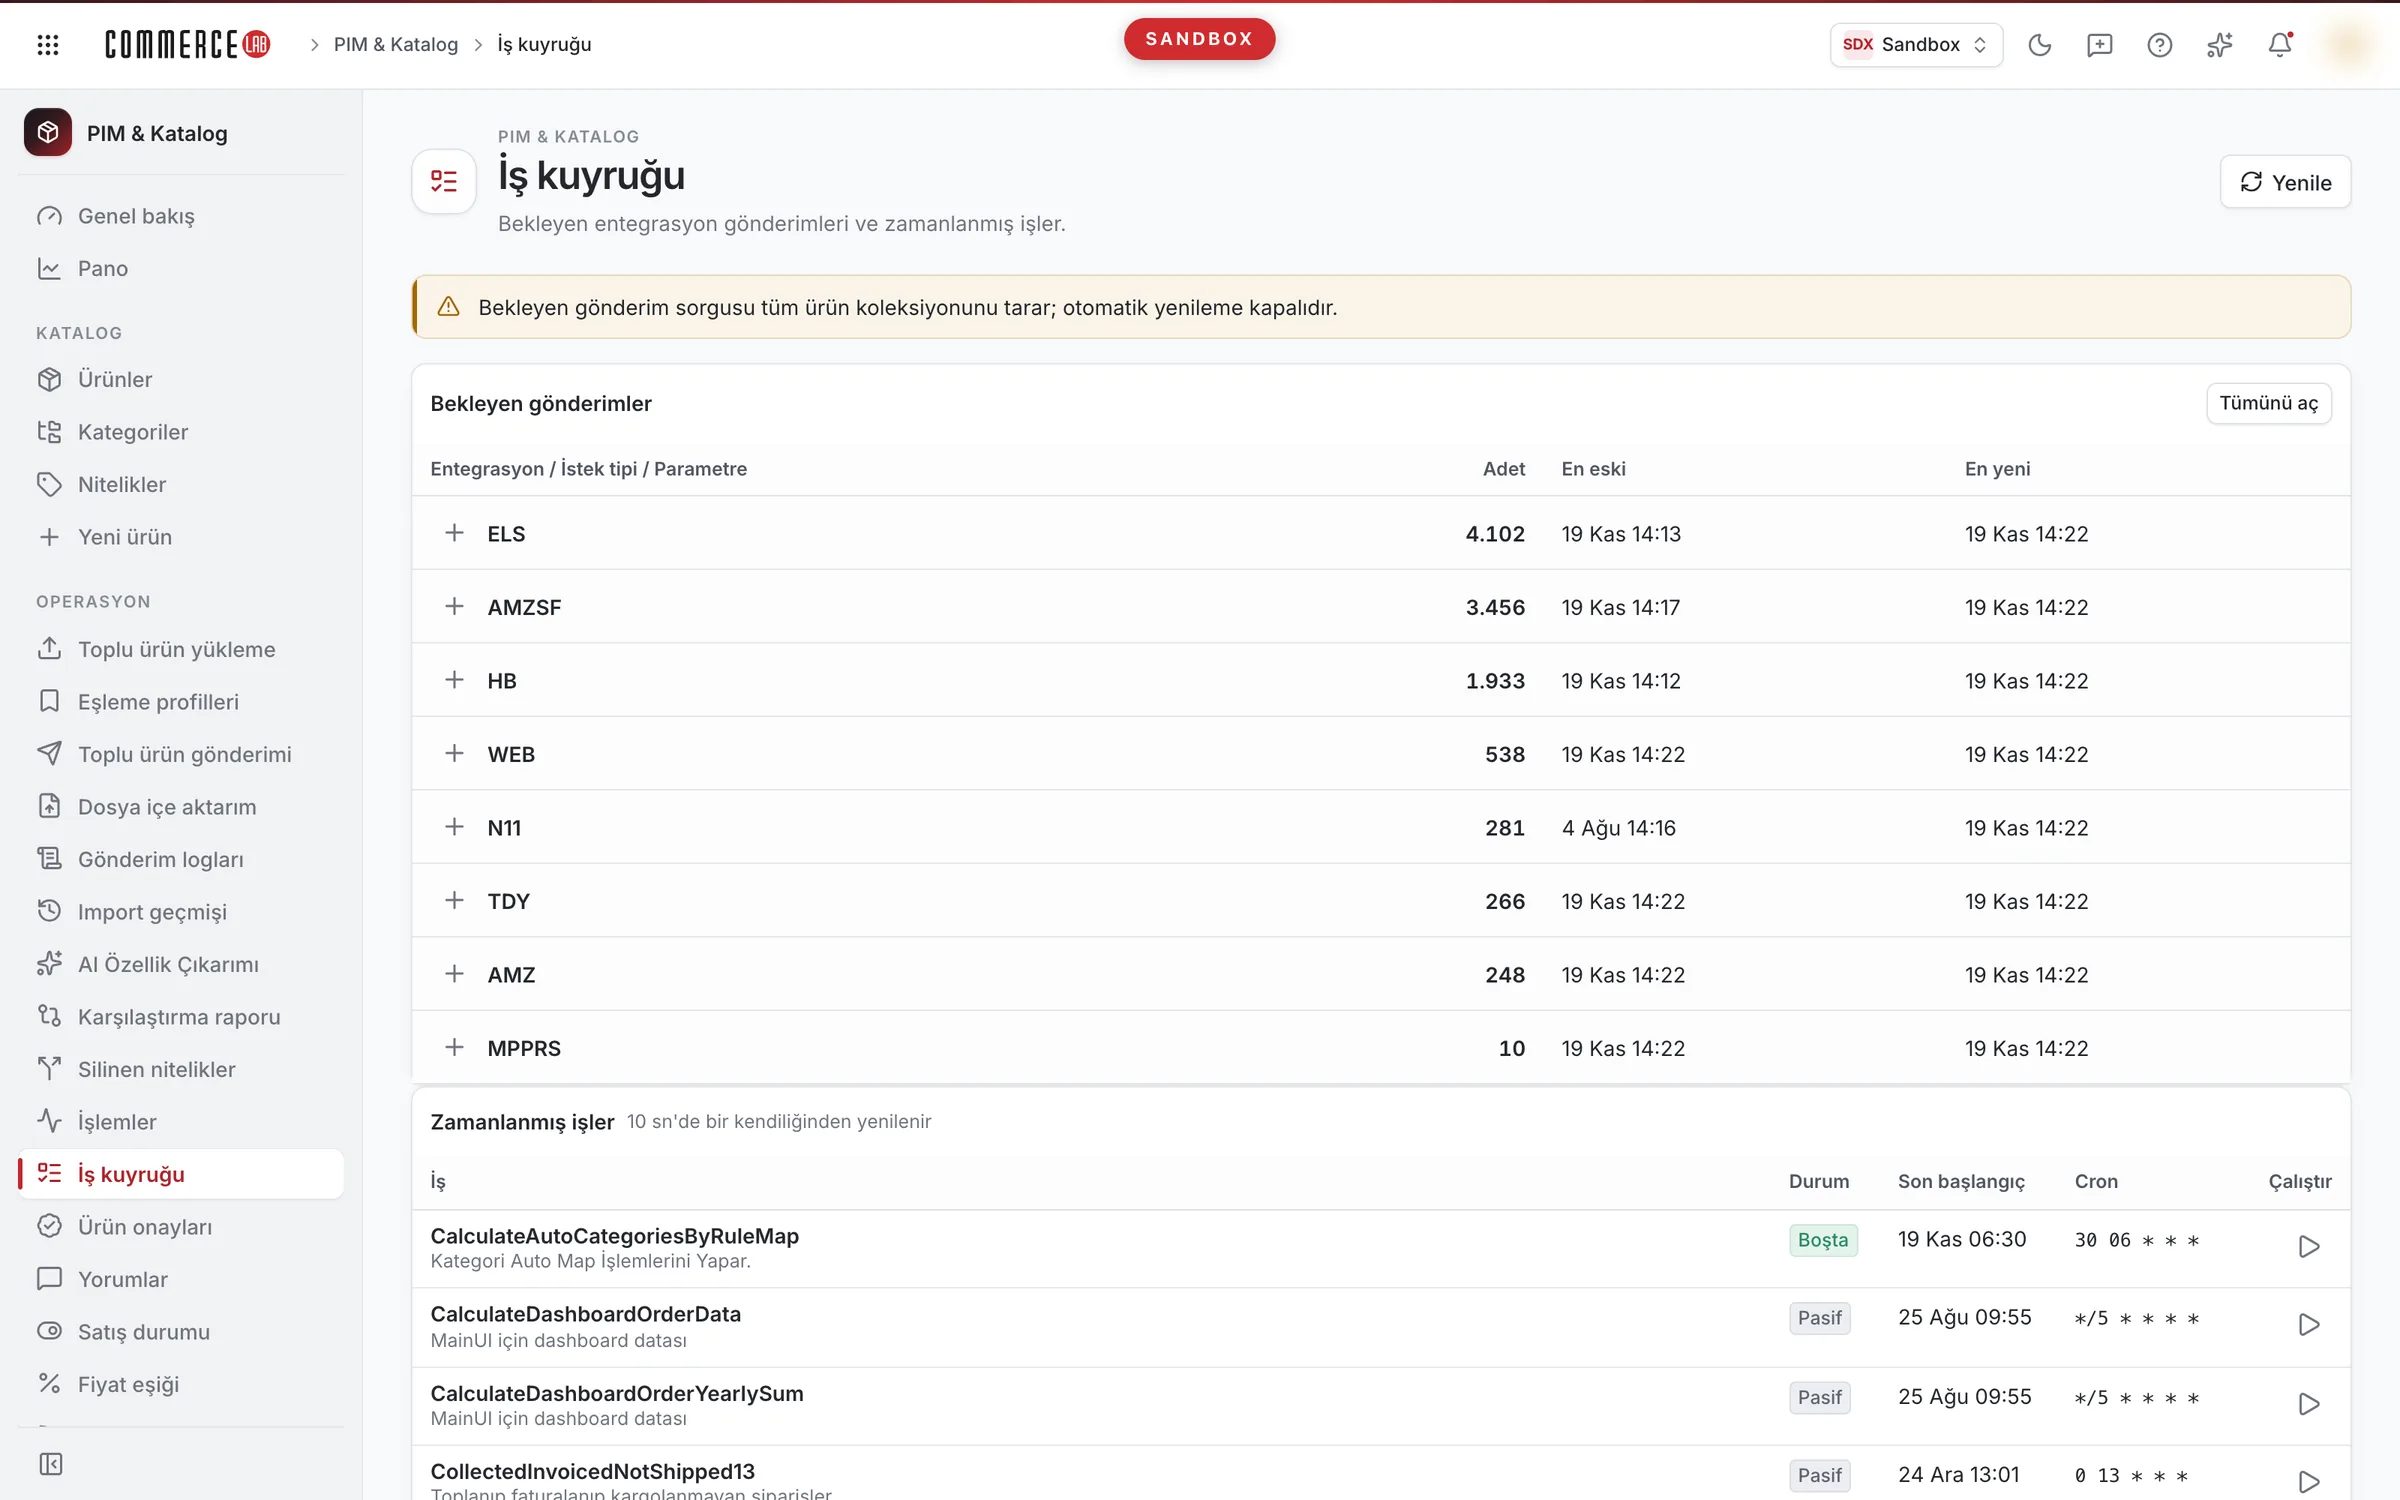 COMMERCE LAB > PIM & Katalog > İş kuyruğu
SANDBOX
SDX Sandbox
PIM & Katalog
Genel bakış
Pano
KATALOG
Ürünler
Kategoriler
Nitelikler
Yeni ürün
OPERASYON
Toplu ürün yükleme
Eşleme profilleri
Toplu ürün gönderimi
Dosya içe aktarım
Gönderim logları
Import geçmişi
AI Özellik Çıkarımı
Karşılaştırma raporu
Silinen nitelikler
İşlemler
İş kuyruğu
Ürün onayları
Yorumlar
Satış durumu
Fiyat eşiği
PIM & KATALOG
İş kuyruğu
Bekleyen entegrasyon gönderimleri ve zamanlanmış işler.
Yenile
Bekleyen gönderim sorgusu tüm ürün koleksiyonunu tarar; otomatik yenileme kapalıdır.
Bekleyen gönderimler
Tümünü aç
Entegrasyon / İstek tipi / Parametre Adet En eski En yeni
ELS 4.102 19 Kas 14:13 19 Kas 14:22
AMZSF 3.456 19 Kas 14:17 19 Kas 14:22
HB 1.933 19 Kas 14:12 19 Kas 14:22
WEB 538 19 Kas 14:22 19 Kas 14:22
N11 281 4 Ağu 14:16 19 Kas 14:22
TDY 266 19 Kas 14:22 19 Kas 14:22
AMZ 248 19 Kas 14:22 19 Kas 14:22
MPPRS 10 19 Kas 14:22 19 Kas 14:22
Zamanlanmış işler 10 sn'de bir kendiliğinden yenilenir
İş Durum Son başlangıç Cron Çalıştır
CalculateAutoCategoriesByRuleMap Boşta 19 Kas 06:30 30 06 * * *
Kategori Auto Map İşlemlerini Yapar.
CalculateDashboardOrderData Pasif 25 Ağu 09:55 */5 * * * *
MainUI için dashboard datası
CalculateDashboardOrderYearlySum Pasif 25 Ağu 09:55 */5 * * * *
MainUI için dashboard datası
CollectedInvoicedNotShipped13 Pasif 24 Ara 13:01 0 13 * * *
Toplanıp faturalanıp kargolanmayan siparişler